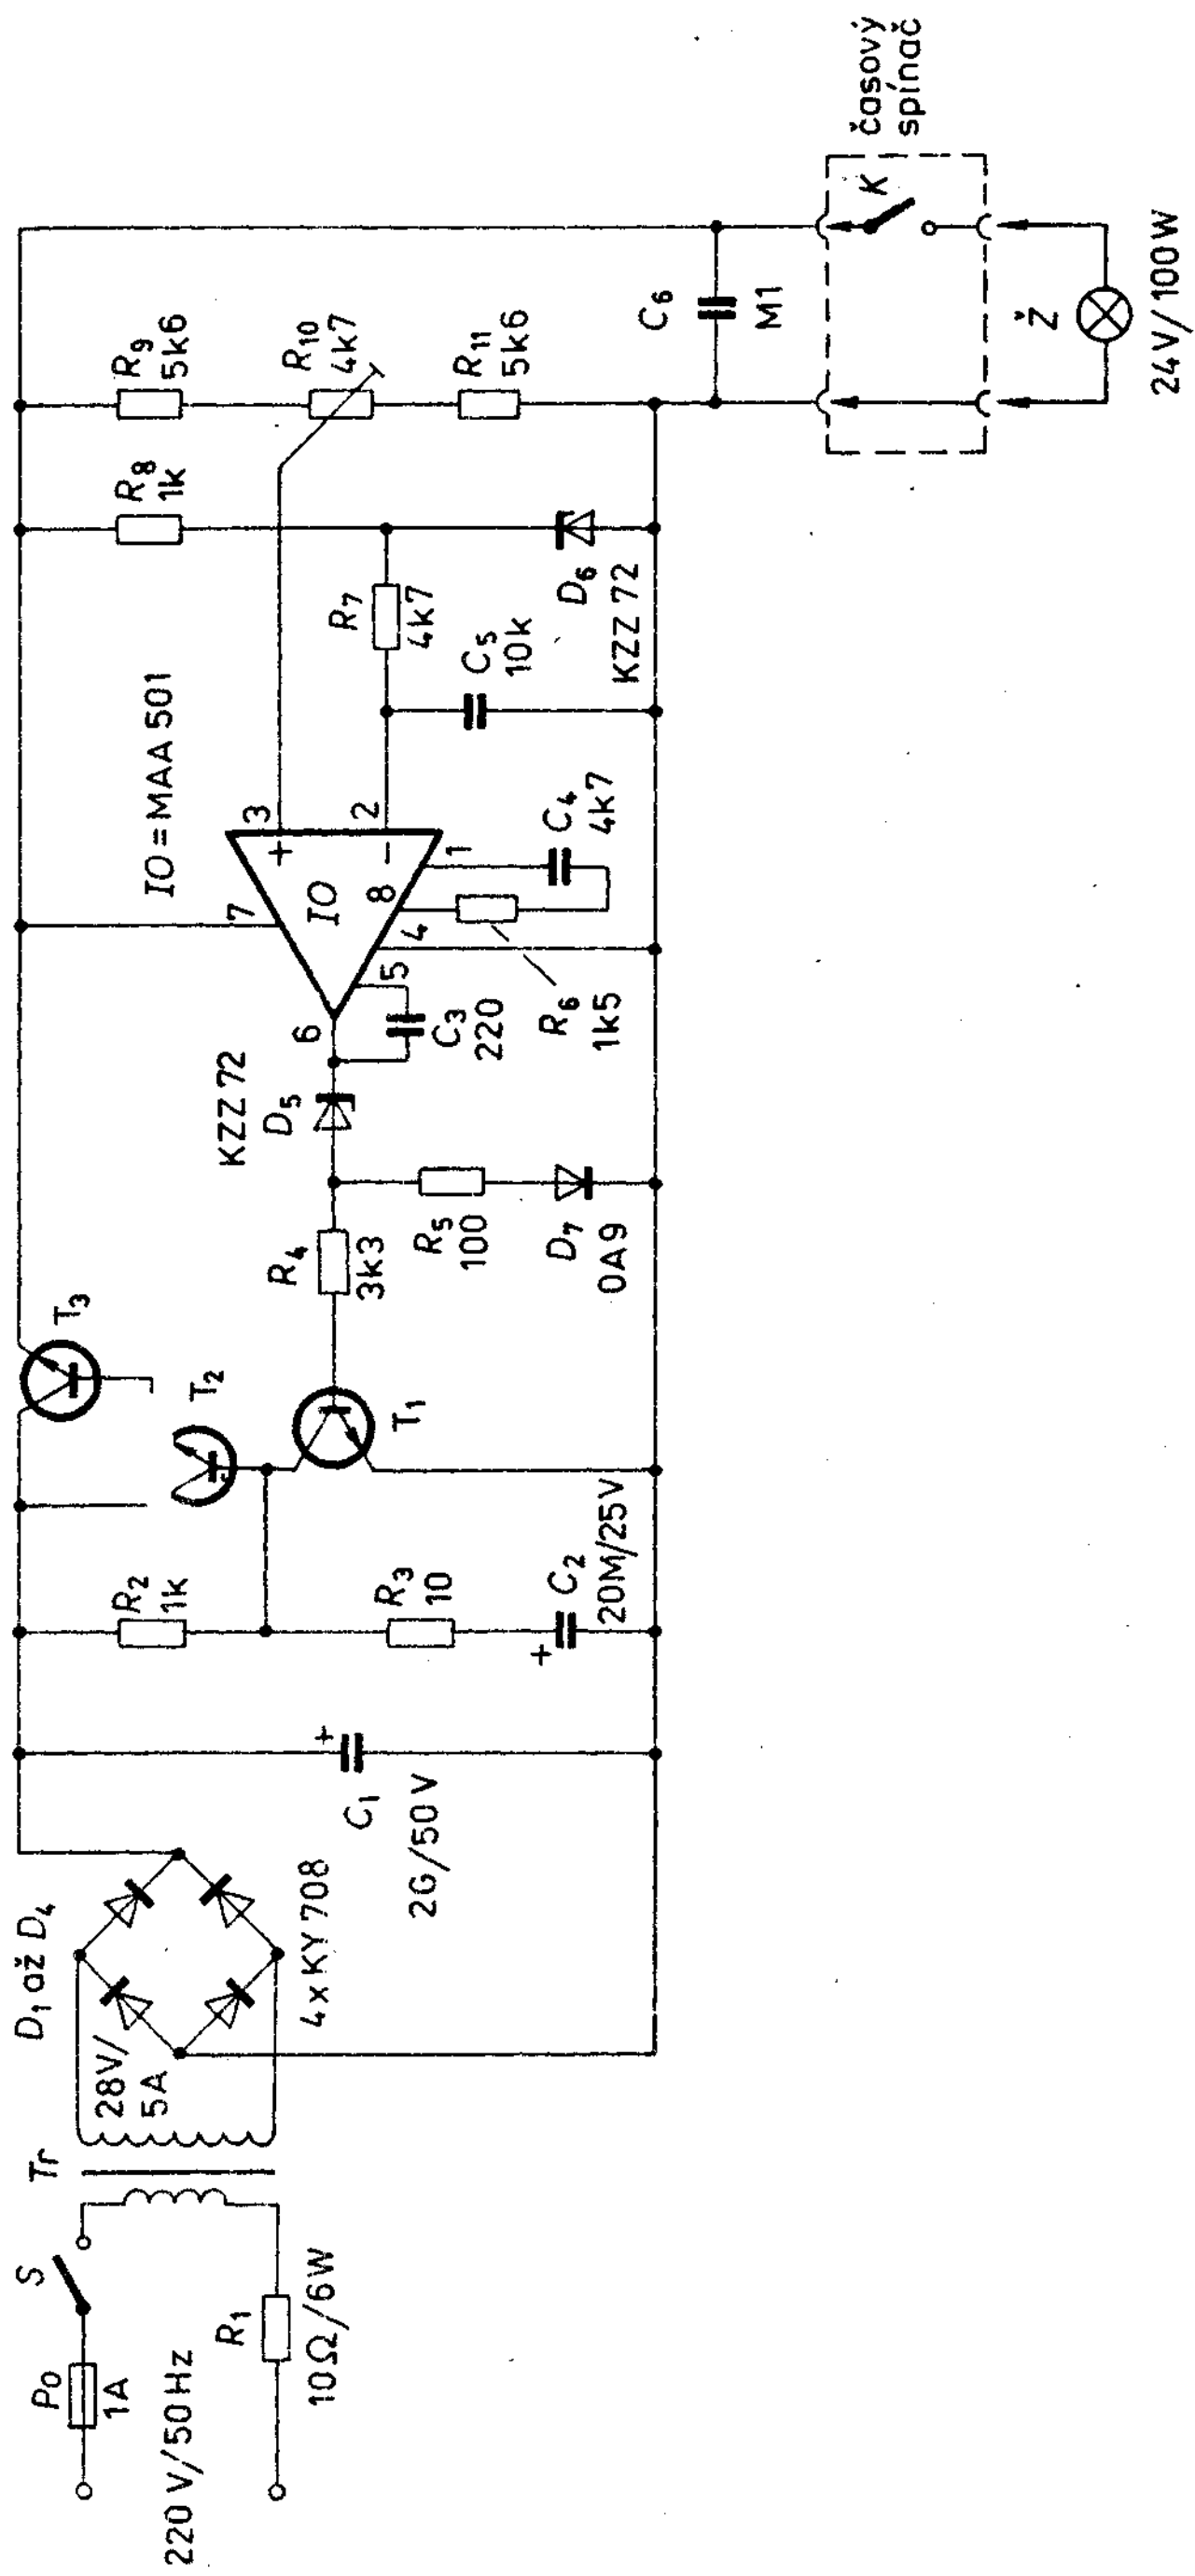 220 V/50 Hz
Po
1A
S
R1
10Ω/6W
Tr
28V/
5A
D1 až D4
4x KY 708
C1
+
2G/50 V
R2
1k
R3
10
+
C2
20M/25V
T2
T1
T3
R4
3k3
R5
100
D7
0A9
KZZ 72
D5
6
C3
220
5
4
8
1
7
3
2
+
−
IO
IO = MAA 501
R6
1k5
C4
4k7
C5
10k
R7
4k7
D6
KZZ 72
R8
1k
R9
5k6
R10
4k7
R11
5k6
C6
M1
K
časový
spínač
Ž
24 V/100 W